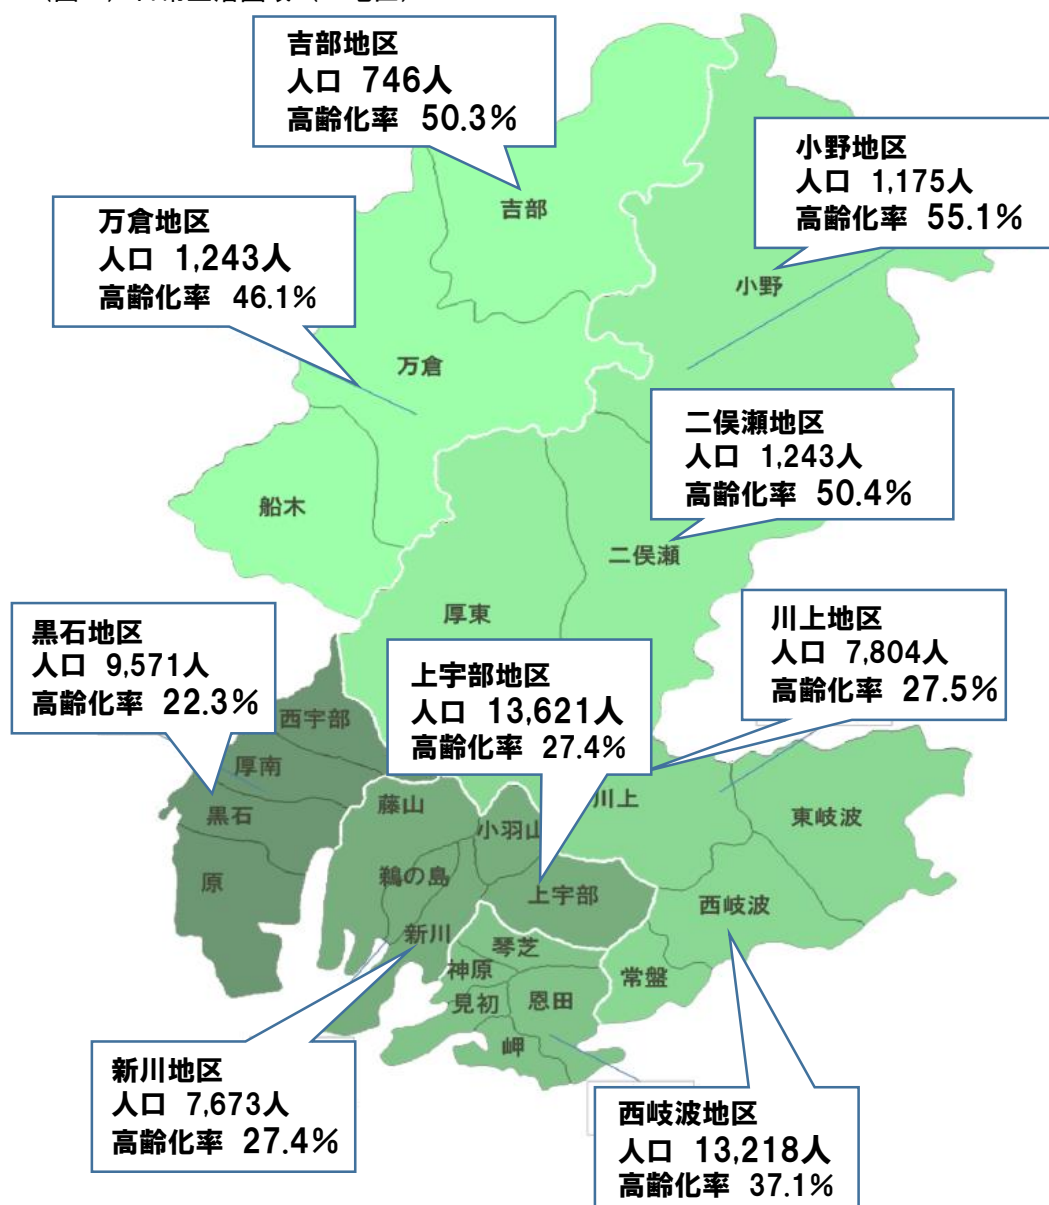 吉部地区
人口 746人
高齢化率 50.3%
小野地区
人口 1,175人
高齢化率 55.1%
万倉地区
人口 1,243人
高齢化率 46.1%
吉部
小野
万倉
二俣瀬地区
人口 1,243人
高齢化率 50.4%
船木
二俣瀬
厚東
黒石地区
人口 9,571人
高齢化率 22.3%
川上地区
人口 7,804人
高齢化率 27.5%
上宇部地区
人口 13,621人
高齢化率 27.4%
西宇部
厚南
黒石
原
藤山
小羽山
川上
東岐波
鵜の島
上宇部
西岐波
新川
琴芝
神原
常盤
見初
恩田
岬
新川地区
人口 7,673人
高齢化率 27.4%
西岐波地区
人口 13,218人
高齢化率 37.1%